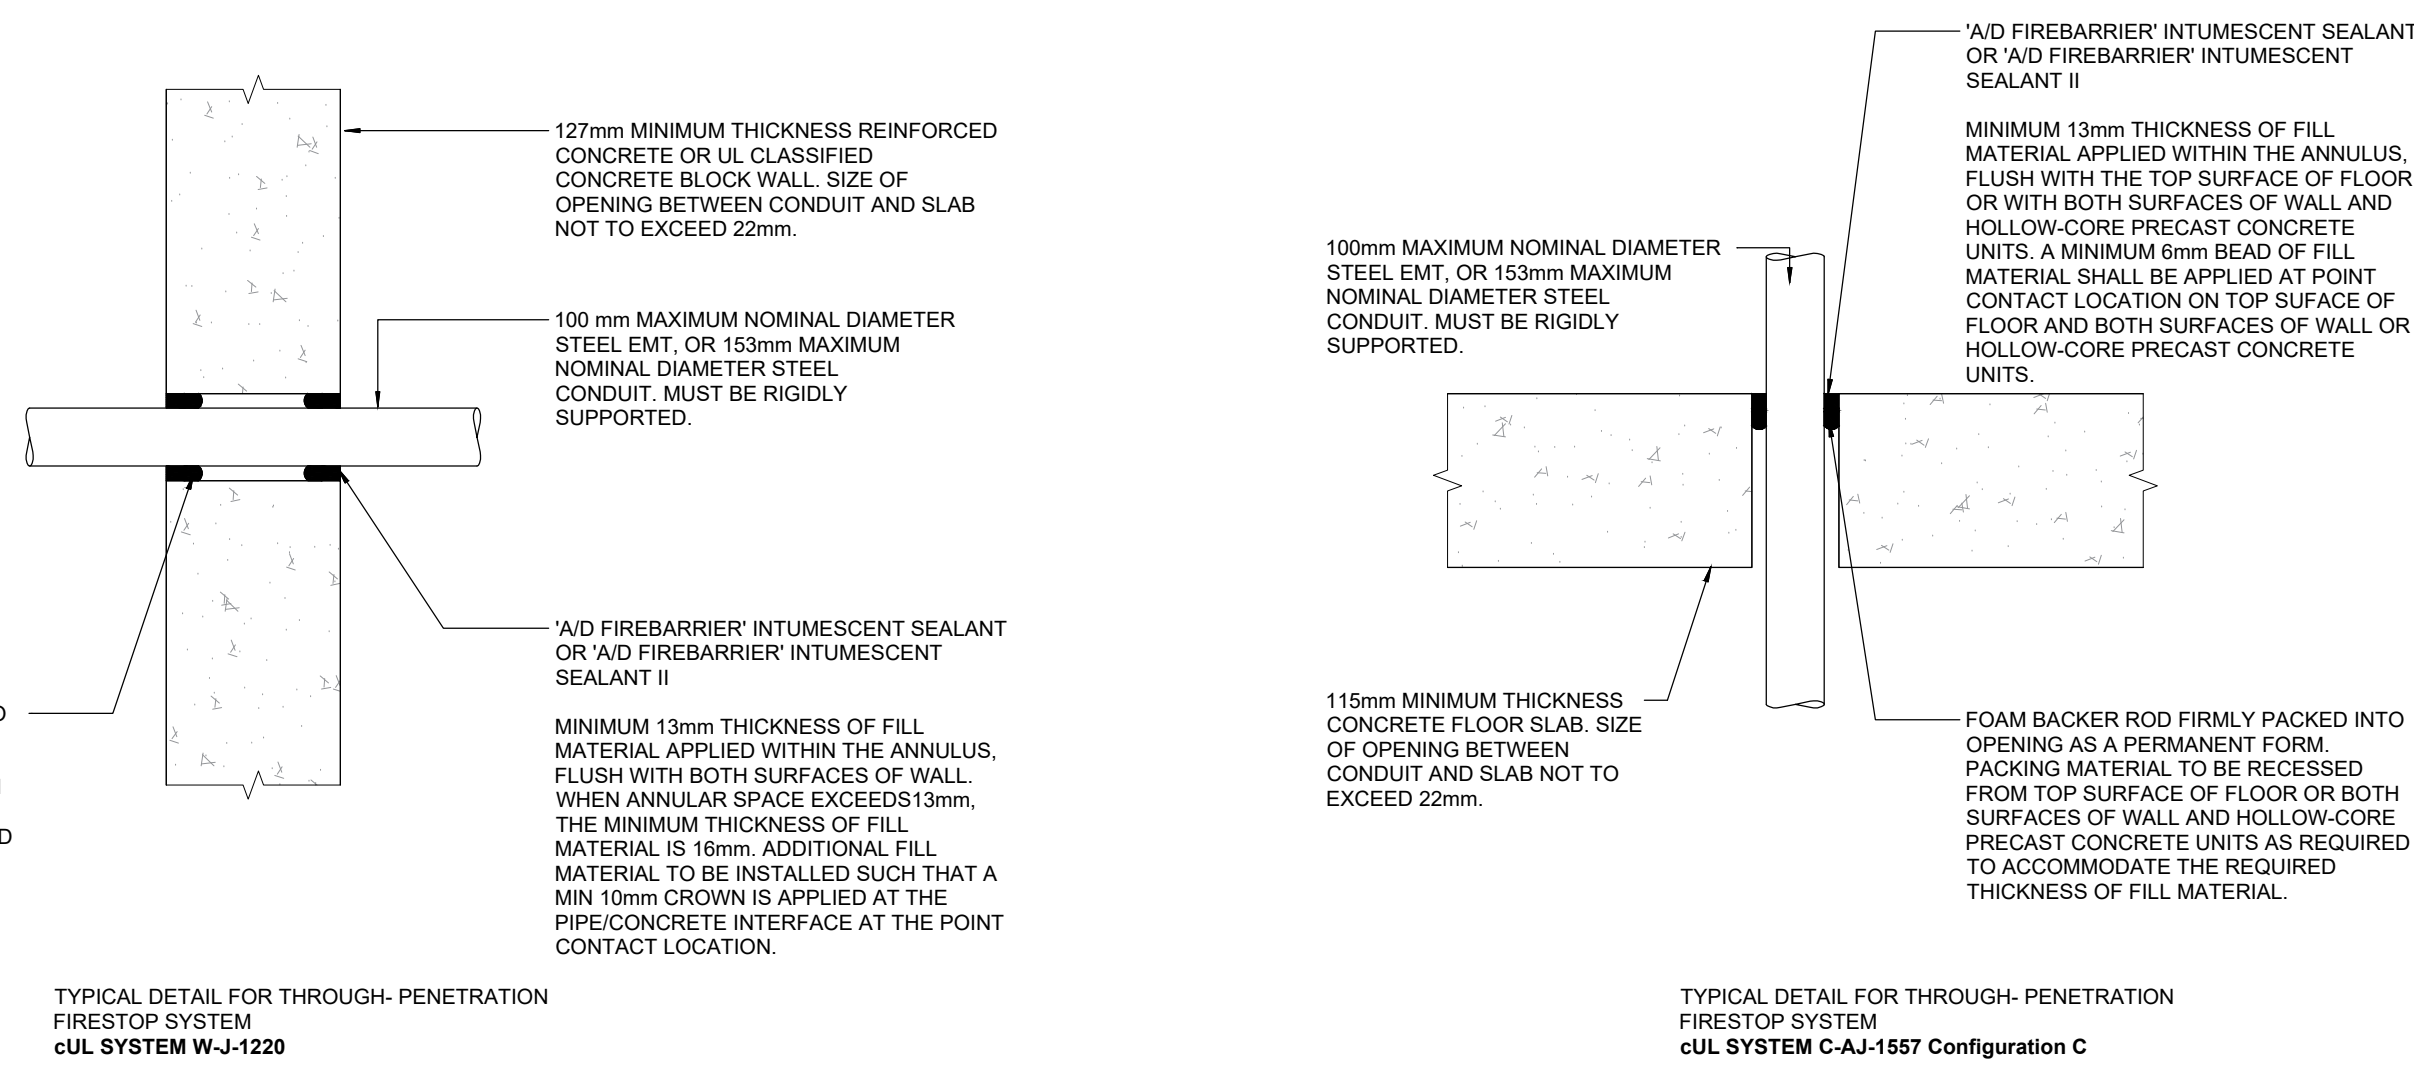 127mm MINIMUM THICKNESS REINFORCED
CONCRETE OR UL CLASSIFIED
CONCRETE BLOCK WALL. SIZE OF
OPENING BETWEEN CONDUIT AND SLAB
NOT TO EXCEED 22mm.
100 mm MAXIMUM NOMINAL DIAMETER
STEEL EMT, OR 153mm MAXIMUM
NOMINAL DIAMETER STEEL
CONDUIT. MUST BE RIGIDLY
SUPPORTED.
'A/D FIREBARRIER' INTUMESCENT SEALANT
OR 'A/D FIREBARRIER' INTUMESCENT
SEALANT II
MINIMUM 13mm THICKNESS OF FILL
MATERIAL APPLIED WITHIN THE ANNULUS,
FLUSH WITH BOTH SURFACES OF WALL.
WHEN ANNULAR SPACE EXCEEDS13mm,
THE MINIMUM THICKNESS OF FILL
MATERIAL IS 16mm. ADDITIONAL FILL
MATERIAL TO BE INSTALLED SUCH THAT A
MIN 10mm CROWN IS APPLIED AT THE
PIPE/CONCRETE INTERFACE AT THE POINT
CONTACT LOCATION.
TYPICAL DETAIL FOR THROUGH- PENETRATION
FIRESTOP SYSTEM
cUL SYSTEM W-J-1220
100mm MAXIMUM NOMINAL DIAMETER
STEEL EMT, OR 153mm MAXIMUM
NOMINAL DIAMETER STEEL
CONDUIT. MUST BE RIGIDLY
SUPPORTED.
115mm MINIMUM THICKNESS
CONCRETE FLOOR SLAB. SIZE
OF OPENING BETWEEN
CONDUIT AND SLAB NOT TO
EXCEED 22mm.
'A/D FIREBARRIER' INTUMESCENT SEALANT
OR 'A/D FIREBARRIER' INTUMESCENT
SEALANT II
MINIMUM 13mm THICKNESS OF FILL
MATERIAL APPLIED WITHIN THE ANNULUS,
FLUSH WITH THE TOP SURFACE OF FLOOR
OR WITH BOTH SURFACES OF WALL AND
HOLLOW-CORE PRECAST CONCRETE
UNITS. A MINIMUM 6mm BEAD OF FILL
MATERIAL SHALL BE APPLIED AT POINT
CONTACT LOCATION ON TOP SUFACE OF
FLOOR AND BOTH SURFACES OF WALL OR
HOLLOW-CORE PRECAST CONCRETE
UNITS.
FOAM BACKER ROD FIRMLY PACKED INTO
OPENING AS A PERMANENT FORM.
PACKING MATERIAL TO BE RECESSED
FROM TOP SURFACE OF FLOOR OR BOTH
SURFACES OF WALL AND HOLLOW-CORE
PRECAST CONCRETE UNITS AS REQUIRED
TO ACCOMMODATE THE REQUIRED
THICKNESS OF FILL MATERIAL.
TYPICAL DETAIL FOR THROUGH- PENETRATION
FIRESTOP SYSTEM
cUL SYSTEM C-AJ-1557 Configuration C